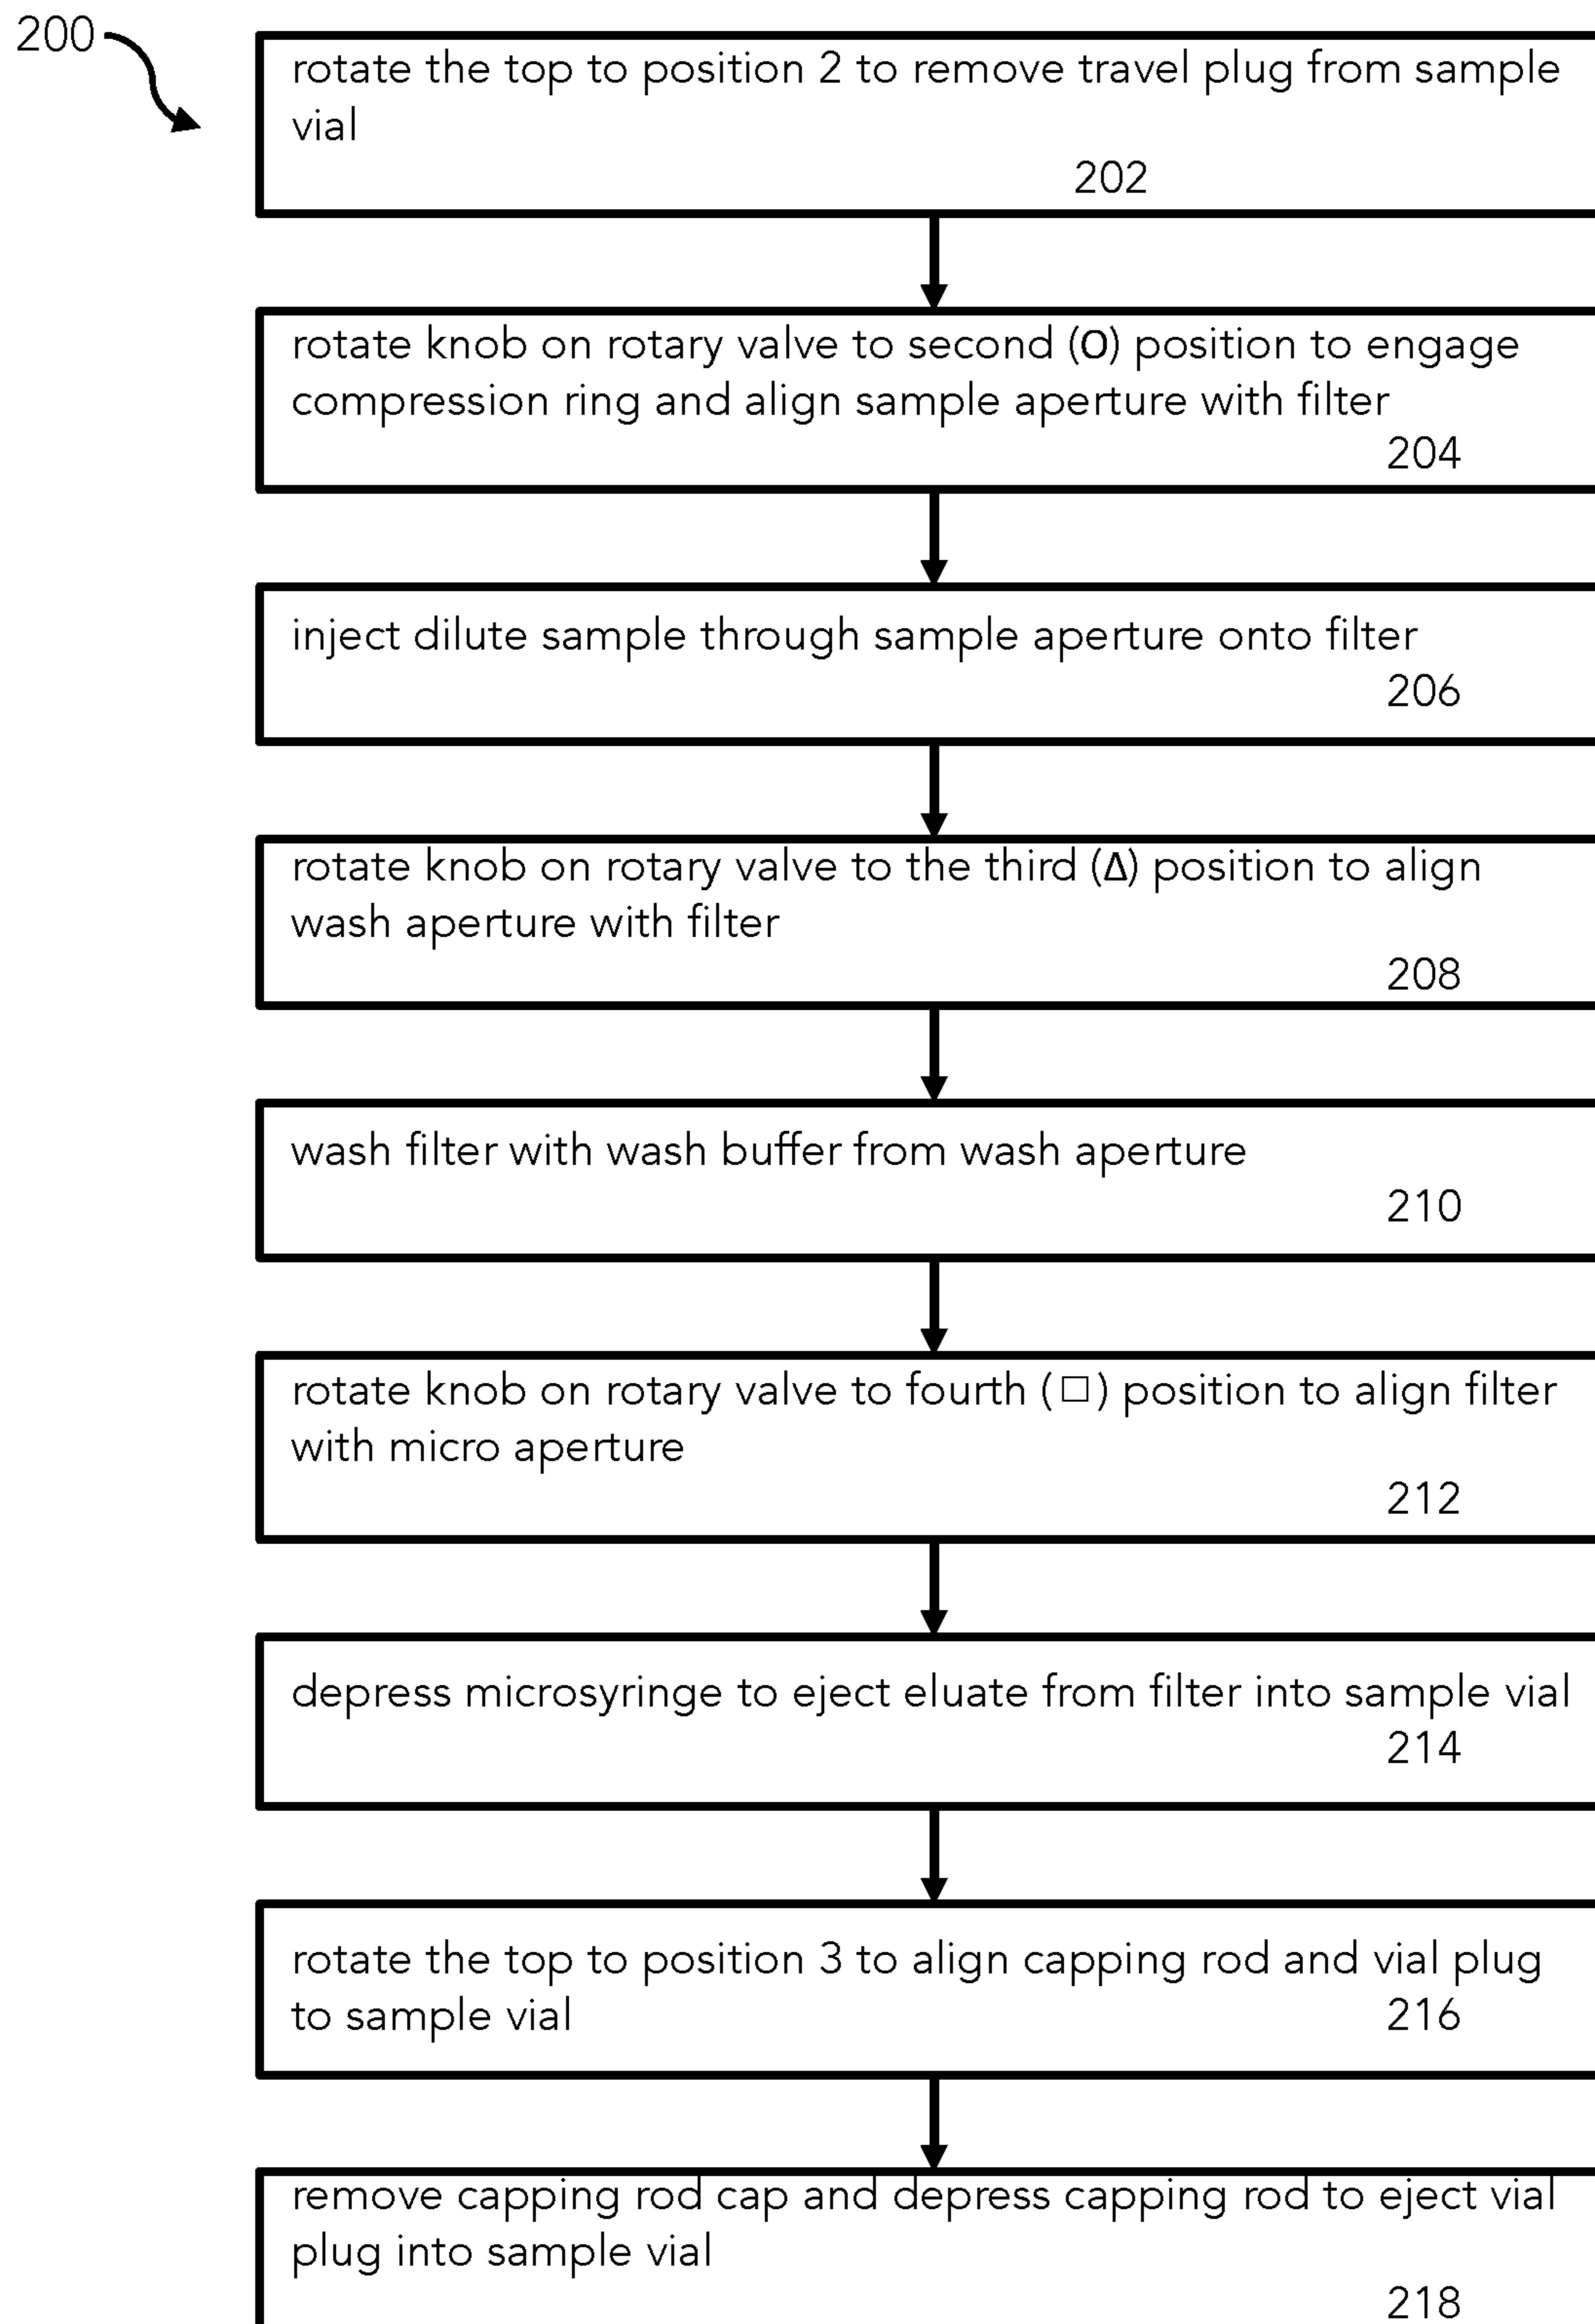 200
rotate the top to position 2 to remove travel plug from sample
vial
202
rotate knob on rotary valve to second (O) position to engage
compression ring and align sample aperture with filter
204
inject dilute sample through sample aperture onto filter
206
rotate knob on rotary valve to the third (Δ) position to align
wash aperture with filter
208
wash filter with wash buffer from wash aperture
210
rotate knob on rotary valve to fourth (□) position to align filter
with micro aperture
212
depress microsyringe to eject eluate from filter into sample vial
214
rotate the top to position 3 to align capping rod and vial plug
to sample vial 216
remove capping rod cap and depress capping rod to eject vial
plug into sample vial
218